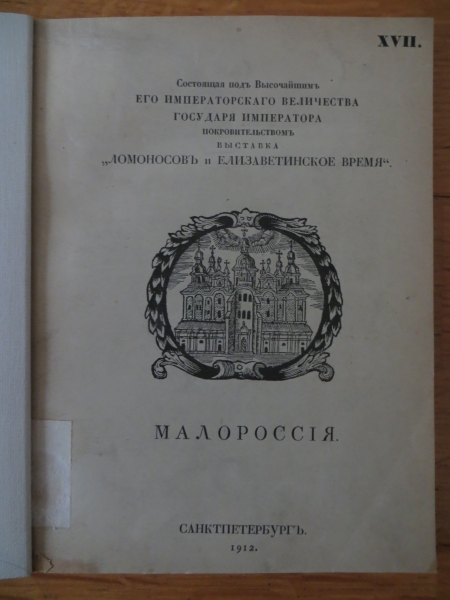 XVII.
Состоящая подъ Высочайшимъ
ЕГО ИМПЕРАТОРСКАГО ВЕЛИЧЕСТВА
ГОСУДАРЯ ИМПЕРАТОРА
ПОКРОВИТЕЛЬСТВОМЪ
ВЫСТАВКА
„ЛОМОНОСОВЪ и ЕЛИЗАВЕТИНСКОЕ ВРЕМЯ“.
МАЛОРОССІЯ.
САНКТПЕТЕРБУРГЪ.
1912.